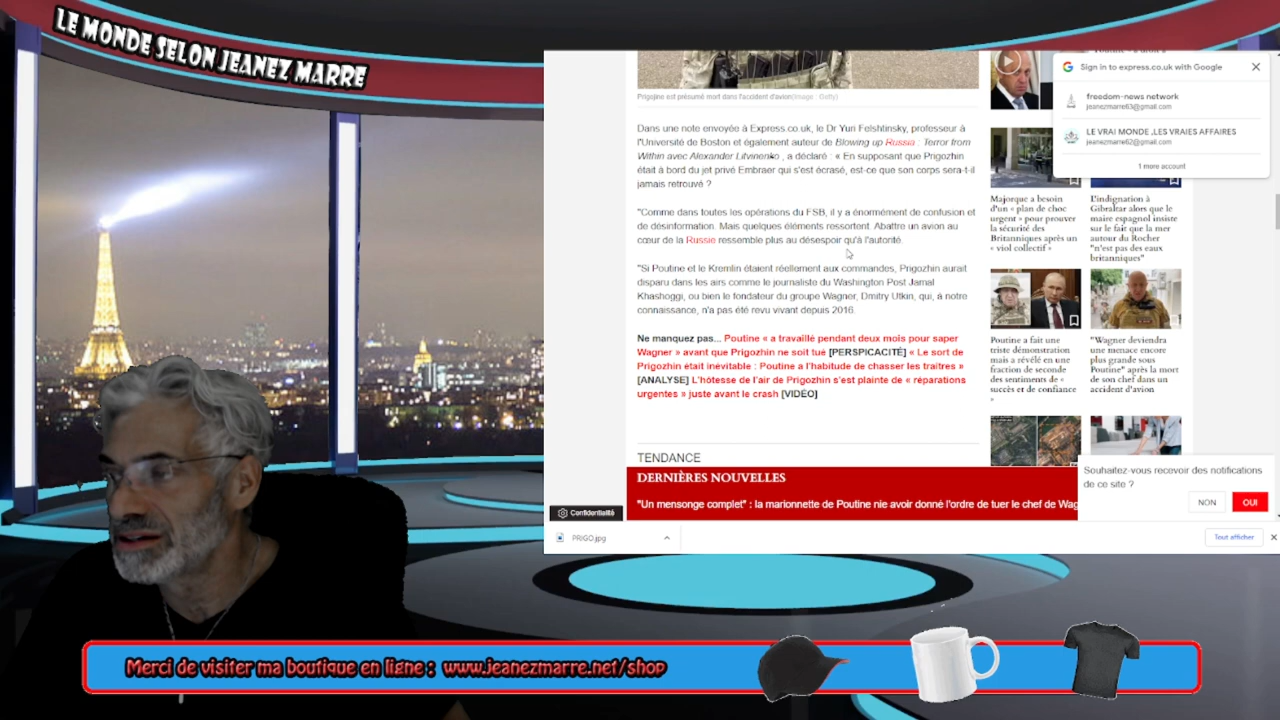 LE MONDE SELON JEANEZ MARRE
Prigojine est présumé mort dans l'accident d'avion(Image : Getty)
Dans une note envoyée à Express.co.uk, le Dr Yuri Felshtinsky, professeur à
l'Université de Boston et également auteur de Blowing up Russia : Terror from
Within avec Alexander Litvinenko , a déclaré : « En supposant que Prigozhin
était à bord du jet privé Embraer qui s'est écrasé, est-ce que son corps sera-t-il
jamais retrouvé ?
"Comme dans toutes les opérations du FSB, il y a énormément de confusion et
de désinformation. Mais quelques éléments ressortent. Abattre un avion au
cœur de la Russie ressemble plus au désespoir qu'à l'autorité.
"Si Poutine et le Kremlin étaient réellement aux commandes, Prigozhin aurait
disparu dans les airs comme le journaliste du Washington Post Jamal
Khashoggi, ou bien le fondateur du groupe Wagner, Dmitry Utkin, qui, à notre
connaissance, n'a pas été revu vivant depuis 2016.
Ne manquez pas... Poutine « a travaillé pendant deux mois pour saper
Wagner » avant que Prigozhin ne soit tué [PERSPICACITÉ] « Le sort de
Prigozhin était inévitable : Poutine a l'habitude de chasser les traîtres »
[ANALYSE] L'hôtesse de l'air de Prigozhin s'est plainte de « réparations
urgentes » juste avant le crash [VIDÉO]
TENDANCE
DERNIÈRES NOUVELLES
"Un mensonge complet" : la marionnette de Poutine nie avoir donné l'ordre de tuer le chef de Wag
Confidentialité
PRIGO.jpg
Sign in to express.co.uk with Google
freedom-news network
jeanezmarre63@gmail.com
LE VRAI MONDE ,LES VRAIES AFFAIRES
jeanezmarre62@gmail.com
1 more account
Majorque a besoin
d'un « plan de choc
urgent » pour prouver
la sécurité des
Britanniques après un
« viol collectif »
L'indignation à
Gibraltar alors que le
maire espagnol insiste
sur le fait que la mer
autour du Rocher
"n'est pas des eaux
britanniques"
Poutine a fait une
triste démonstration
mais a révélé en une
fraction de seconde
des sentiments de «
succès et de confiance
»
"Wagner deviendra
une menace encore
plus grande sous
Poutine" après la mort
de son chef dans un
accident d'avion
Souhaitez-vous recevoir des notifications
de ce site ?
NON
OUI
Tout afficher
Merci de visiter ma boutique en ligne : www.jeanezmarre.net/shop